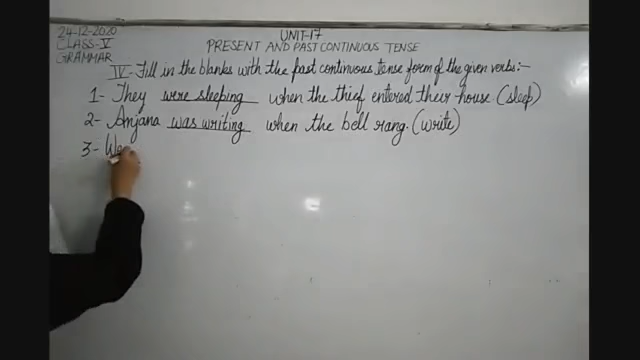 24-12-2020
CLASS-V
GRAMMAR
UNIT-17
PRESENT AND PAST CONTINUOUS TENSE
IV- Fill in the blanks with the past continuous tense form of the given verbs:-
1- They were sleeping when the thief entered their house. (sleep)
2- Anjana was writing when the bell rang. (write)
3- We